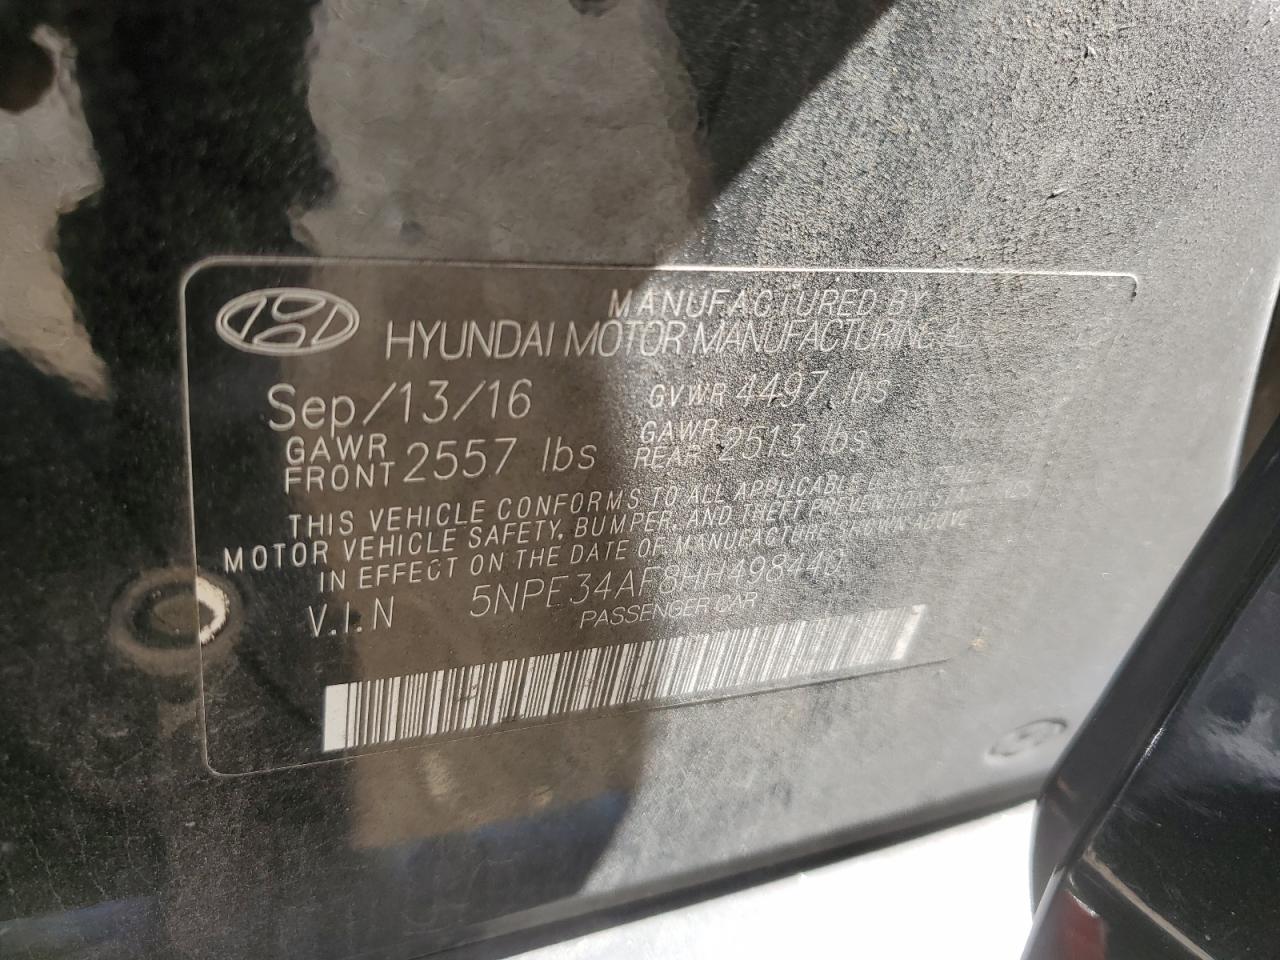 MANUFACTURED BY
HYUNDAI MOTOR MANUFACTURING
Sep/13/16 GVWR 4497 lbs
GAWR FRONT 2557 lbs GAWR REAR 2513 lbs
THIS VEHICLE CONFORMS TO ALL APPLICABLE
MOTOR VEHICLE SAFETY, BUMPER, AND THEFT PREVENTION
IN EFFECT ON THE DATE OF MANUFACTURE SHOWN ABOVE
V.I.N 5NPE34AF8HH498440
PASSENGER CAR